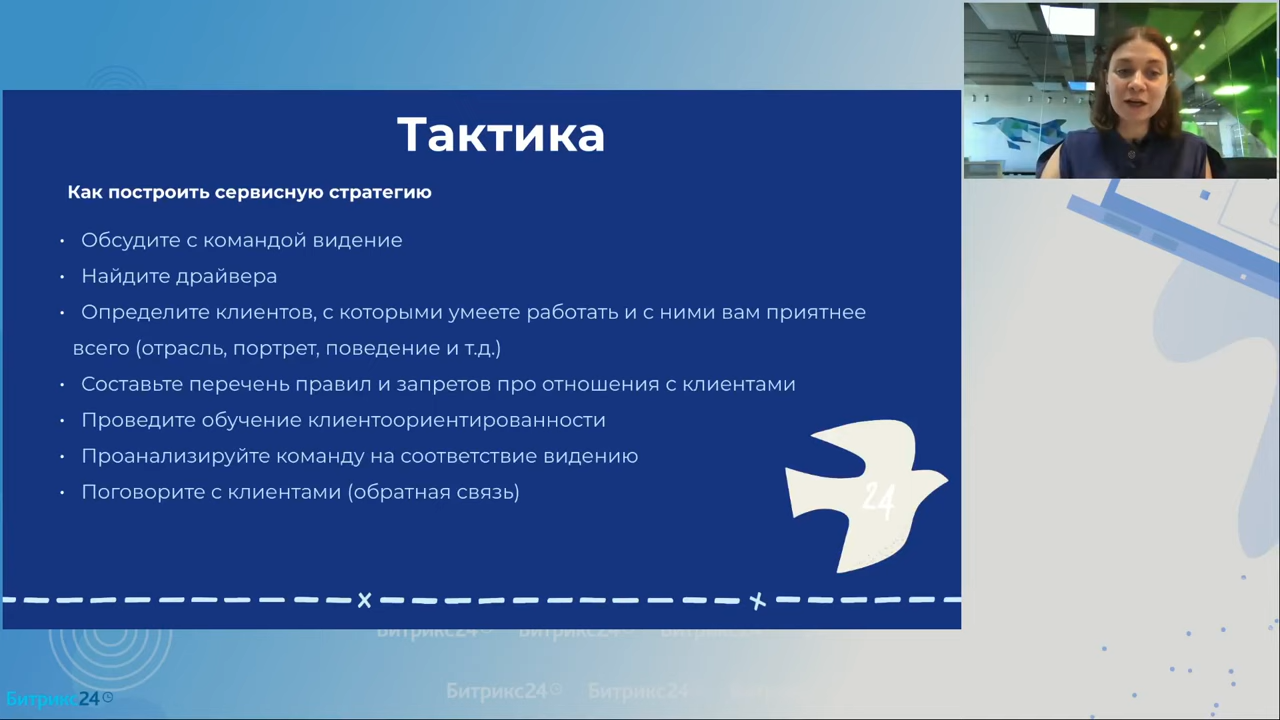 Тактика
Как построить сервисную стратегию
• Обсудите с командой видение
• Найдите драйвера
• Определите клиентов, с которыми умеете работать и с ними вам приятнее
всего (отрасль, портрет, поведение и т.д.)
• Составьте перечень правил и запретов про отношения с клиентами
• Проведите обучение клиентоориентированности
• Проанализируйте команду на соответствие видению
• Поговорите с клиентами (обратная связь)
24
Битрикс24 Битрикс24 Битрикс24
Битрикс24 Битрикс24 Битрикс24
Битрикс24